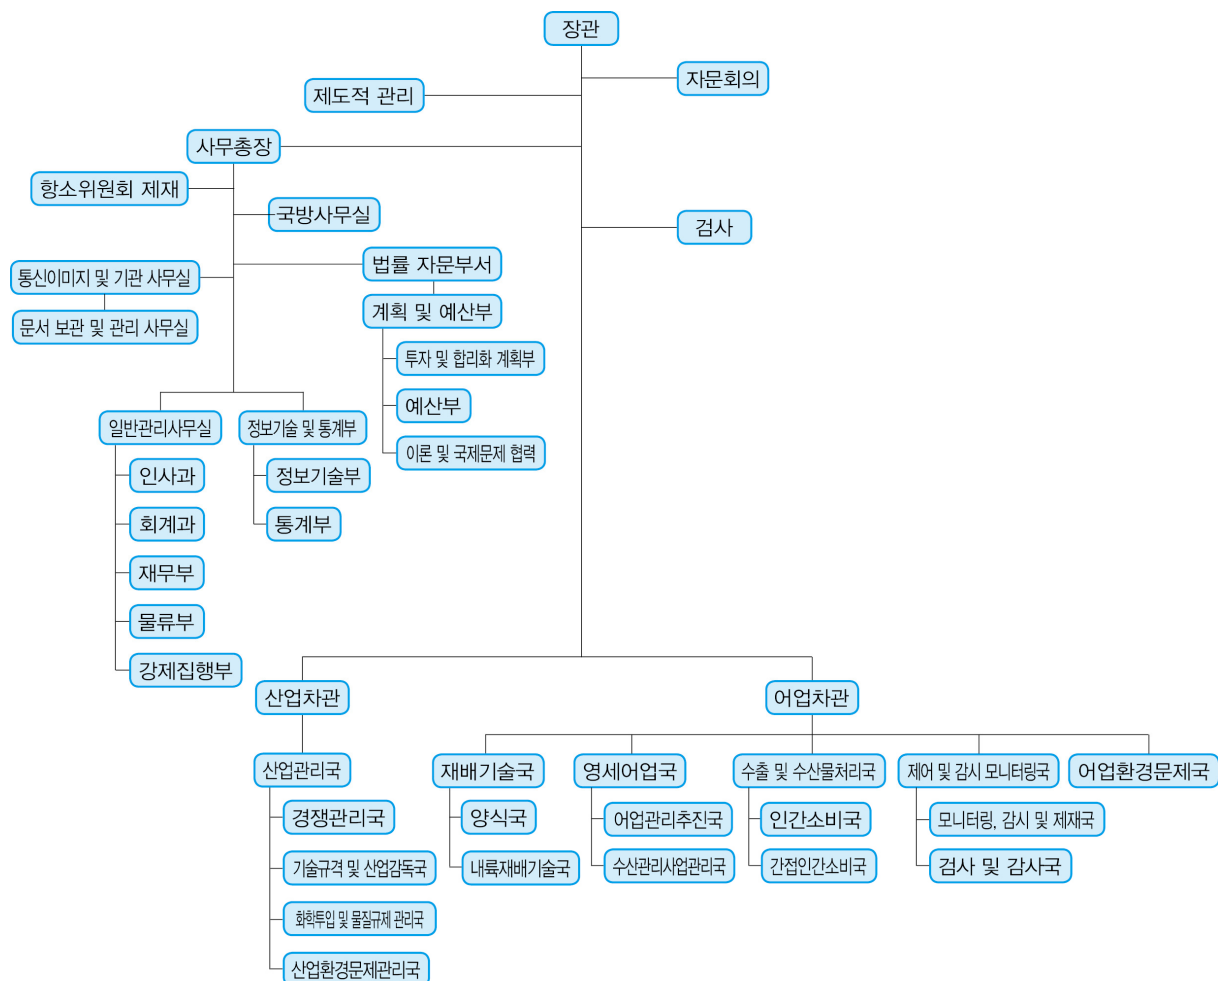 장관
자문회의
제도적 관리
사무총장
항소위원회 제재
국방사무실
검사
법률 자문부서
통신이미지 및 기관 사무실
계획 및 예산부
문서 보관 및 관리 사무실
투자 및 합리화 계획부
예산부
일반관리사무실
정보기술 및 통계부
이론 및 국제문제 협력
인사과
정보기술부
회계과
통계부
재무부
물류부
강제집행부
산업차관
어업차관
산업관리국
재배기술국
영세어업국
수출 및 수산물처리국
제어 및 감시 모니터링국
어업환경문제국
경쟁관리국
양식국
어업관리추진국
인간소비국
모니터링, 감시 및 제재국
기술규격 및 산업감독국
내륙재배기술국
수산관리사업관리국
간접인간소비국
검사 및 감사국
화학투입 및 물질규제 관리국
산업환경문제관리국